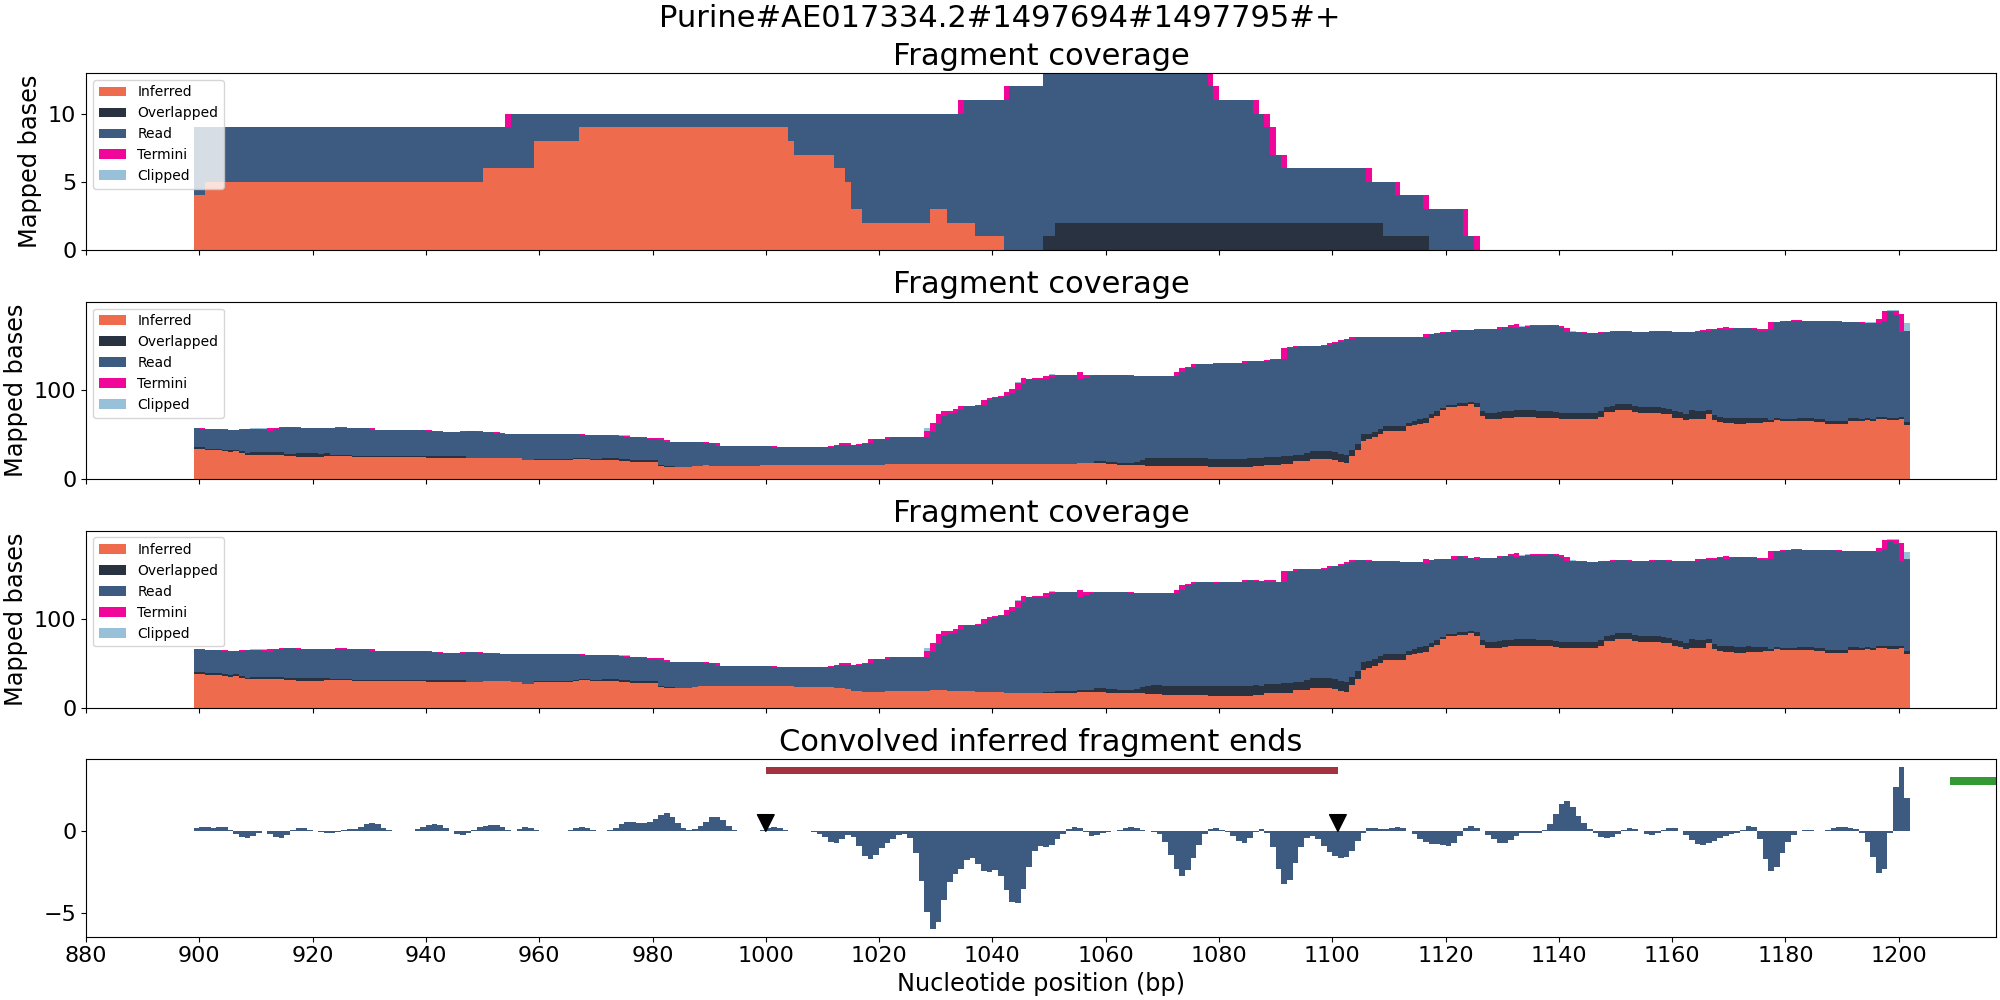 Purine#AE017334.2#1497694#1497795#+
Fragment coverage
Mapped bases
10
5
0
Inferred
Overlapped
Read
Termini
Clipped
Fragment coverage
Mapped bases
100
0
Inferred
Overlapped
Read
Termini
Clipped
Fragment coverage
Mapped bases
100
0
Inferred
Overlapped
Read
Termini
Clipped
Convolved inferred fragment ends
0
−5
880 900 920 940 960 980 1000 1020 1040 1060 1080 1100 1120 1140 1160 1180 1200
Nucleotide position (bp)